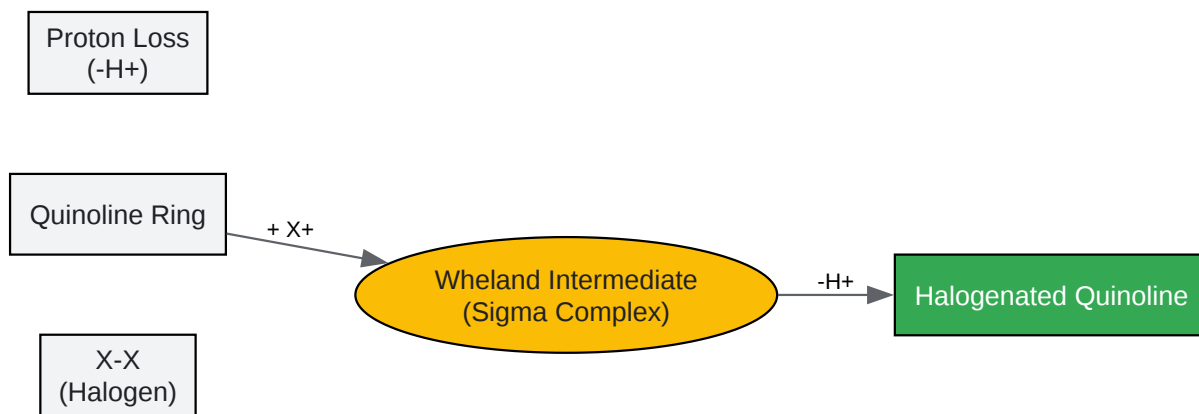 Proton Loss
(-H+)
Quinoline Ring
+ X+
Wheland Intermediate
(Sigma Complex)
-H+
Halogenated Quinoline
X-X
(Halogen)